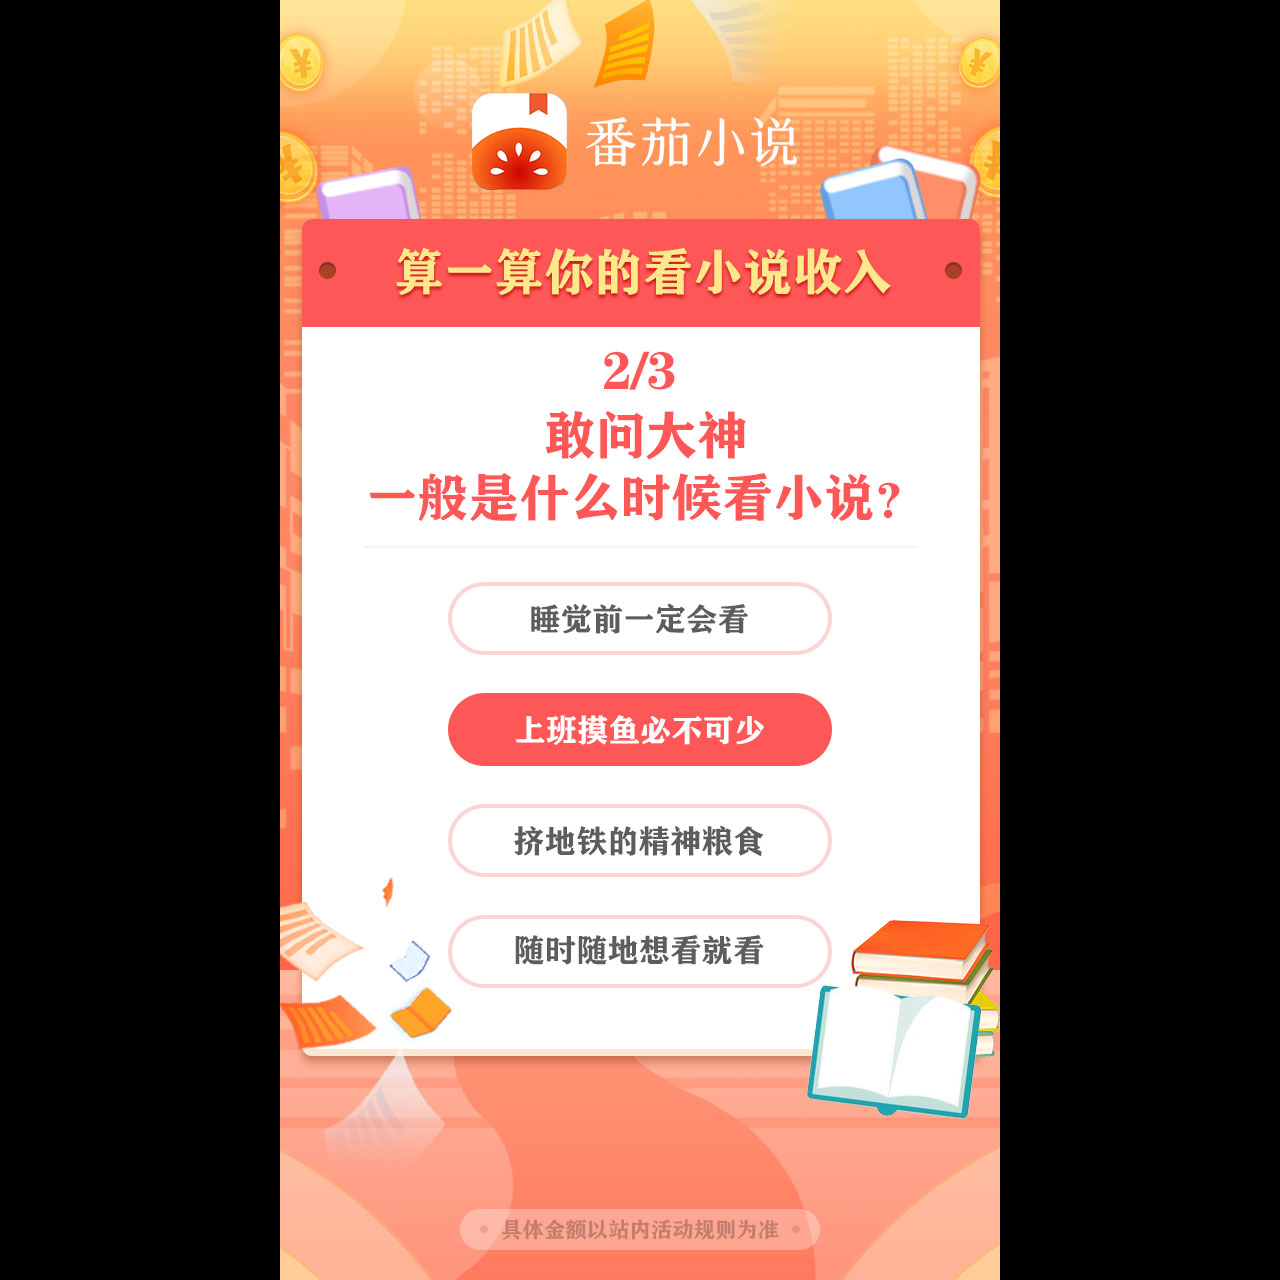 番茄小说
算一算你的看小说收入
2/3
敢问大神
一般是什么时候看小说?
睡觉前一定会看
上班摸鱼必不可少
挤地铁的精神粮食
随时随地想看就看
具体金额以站内活动规则为准